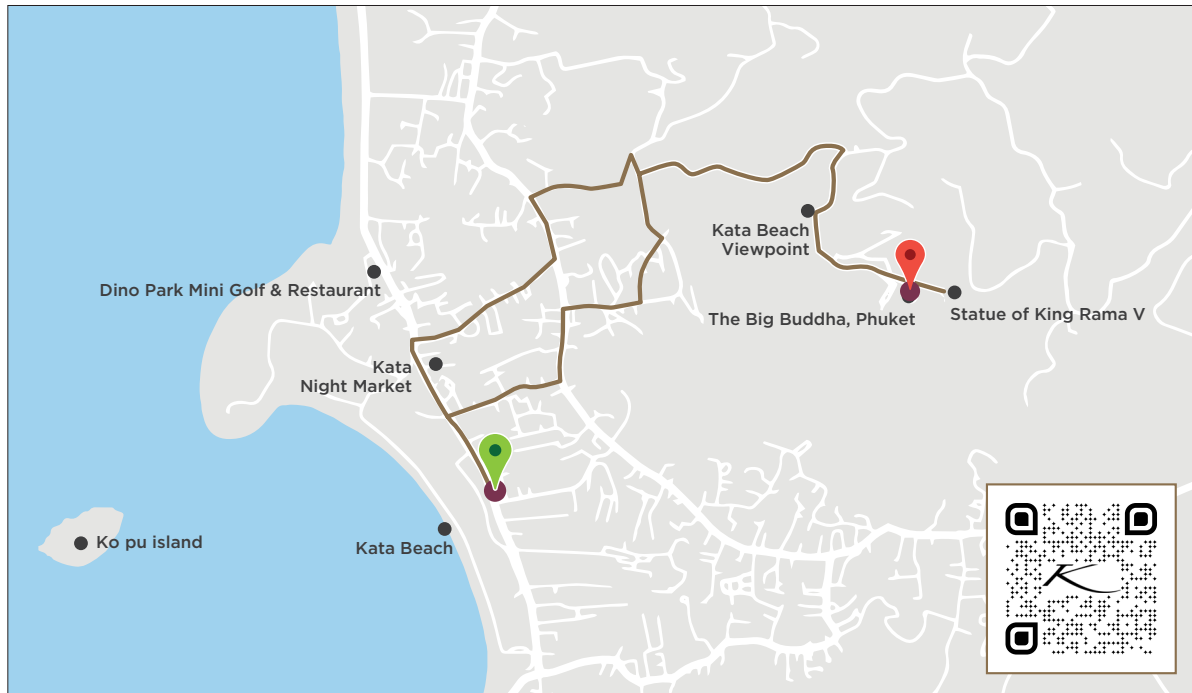 Kata Beach
Viewpoint
Dino Park Mini Golf & Restaurant
The Big Buddha, Phuket
Statue of King Rama V
Kata
Night Market
Ko pu island
Kata Beach
K